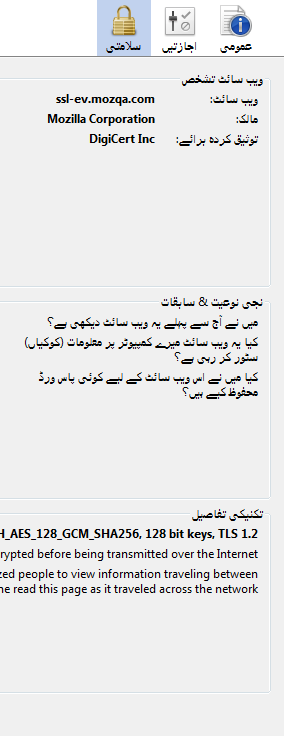 عمومی
اجازتیں
سلامتی
ویب سائٹ تشخص
ویب سائٹ: ssl-ev.mozqa.com
مالک: Mozilla Corporation
توثیق کردہ برائے: DigiCert Inc
نجی نوعیت & سابقات
میں نے آج سے پہلے یہ ویب سائٹ دیکھی ہے؟
کیا یہ ویب سائٹ میرے کمپیوٹر پر معلومات (کوکیاں)
سٹور کر رہی ہے؟
کیا میں نے اس ویب سائٹ کے لیے کوئی پاس ورڈ
محفوظ کیے ہیں؟
تکنیکی تفاصیل
H_AES_128_GCM_SHA256, 128 bit keys, TLS 1.2
rypted before being transmitted over the Internet
zed people to view information traveling between
ne read this page as it traveled across the network